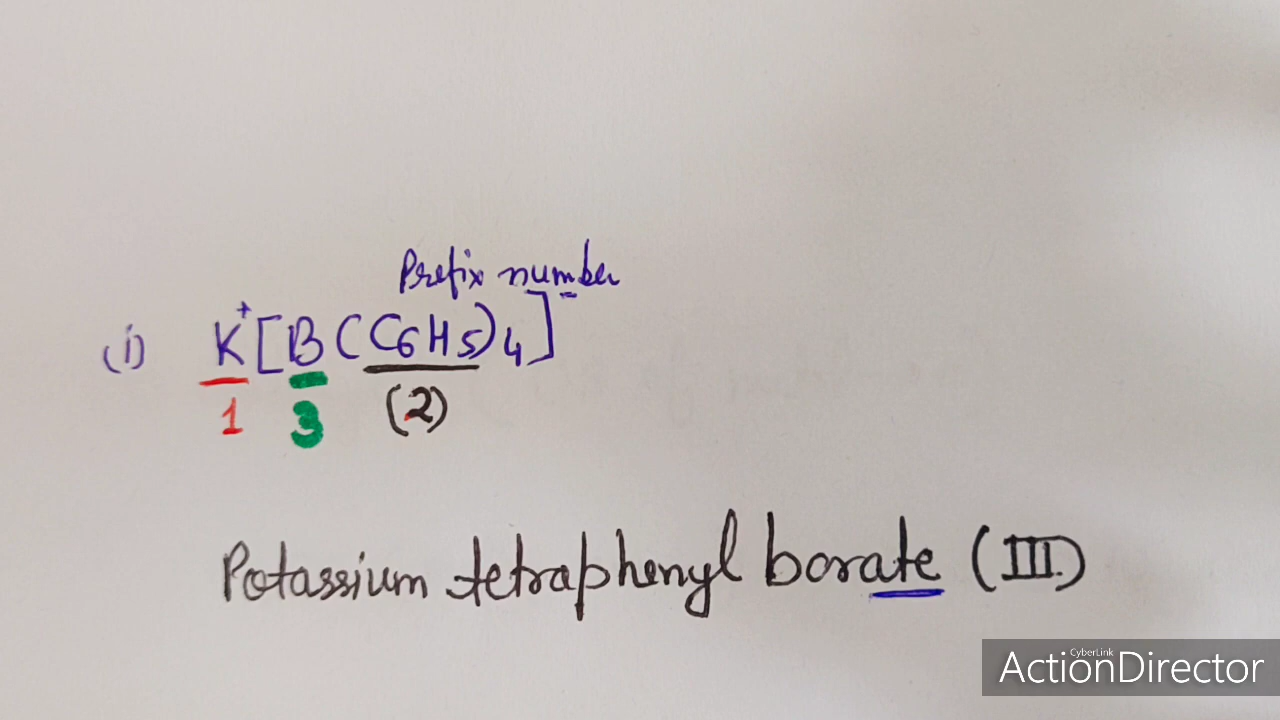 Prefix number
(i) K⁺[B(C6H5)4]⁻
1 3 (2)
Potassium tetraphenyl borate (III)
CyberLink
ActionDirector